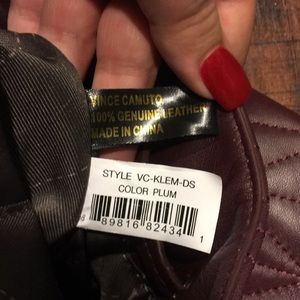 VINCE CAMUTO
100% GENUINE LEATHER
MADE IN CHINA
STYLE VC-KLEM-DS
COLOR PLUM
89816 82434 1